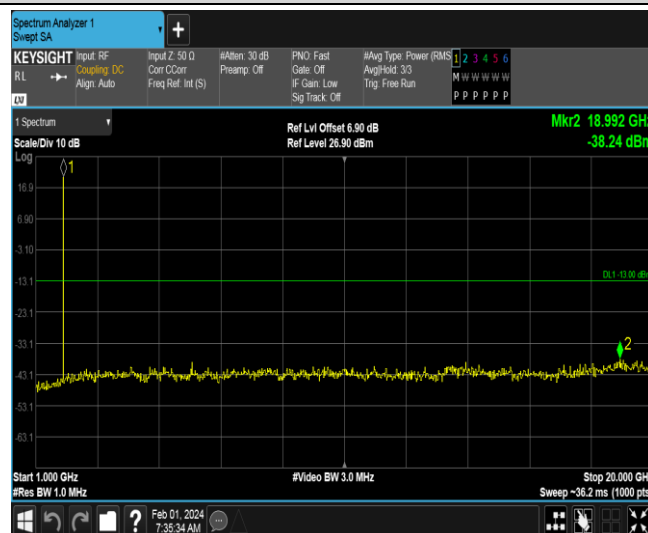 Spectrum Analyzer 1
Swept SA
+
KEYSIGHT
RL
LXI
Input: RF
Coupling: DC
Align: Auto
Input Z: 50 Ω
Corr CCorr
Freq Ref: Int (S)
#Atten: 30 dB
Preamp: Off
PNO: Fast
Gate: Off
IF Gain: Low
Sig Track: Off
#Avg Type: Power (RMS
Avg|Hold: 3/3
Trig: Free Run
1 2 3 4 5 6
M W W W W W
P P P P P P
1 Spectrum
Scale/Div 10 dB
Log
Ref Lvl Offset 6.90 dB
Ref Level 26.90 dBm
Mkr2 18.992 GHz
-38.24 dBm
1
16.9
6.90
-3.10
-13.1
DL1 -13.00 dBm
-23.1
-33.1
2
-43.1
-53.1
-63.1
Start 1.000 GHz
#Res BW 1.0 MHz
#Video BW 3.0 MHz
Stop 20.000 GH
Sweep ~36.2 ms (1000 pts
?
Feb 01, 2024
7:35:34 AM